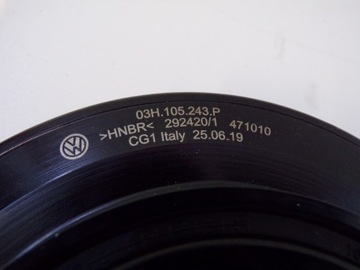 03H.105.243.P
>HNBR< 292420/1 471010
CG1 Italy 25.06.19